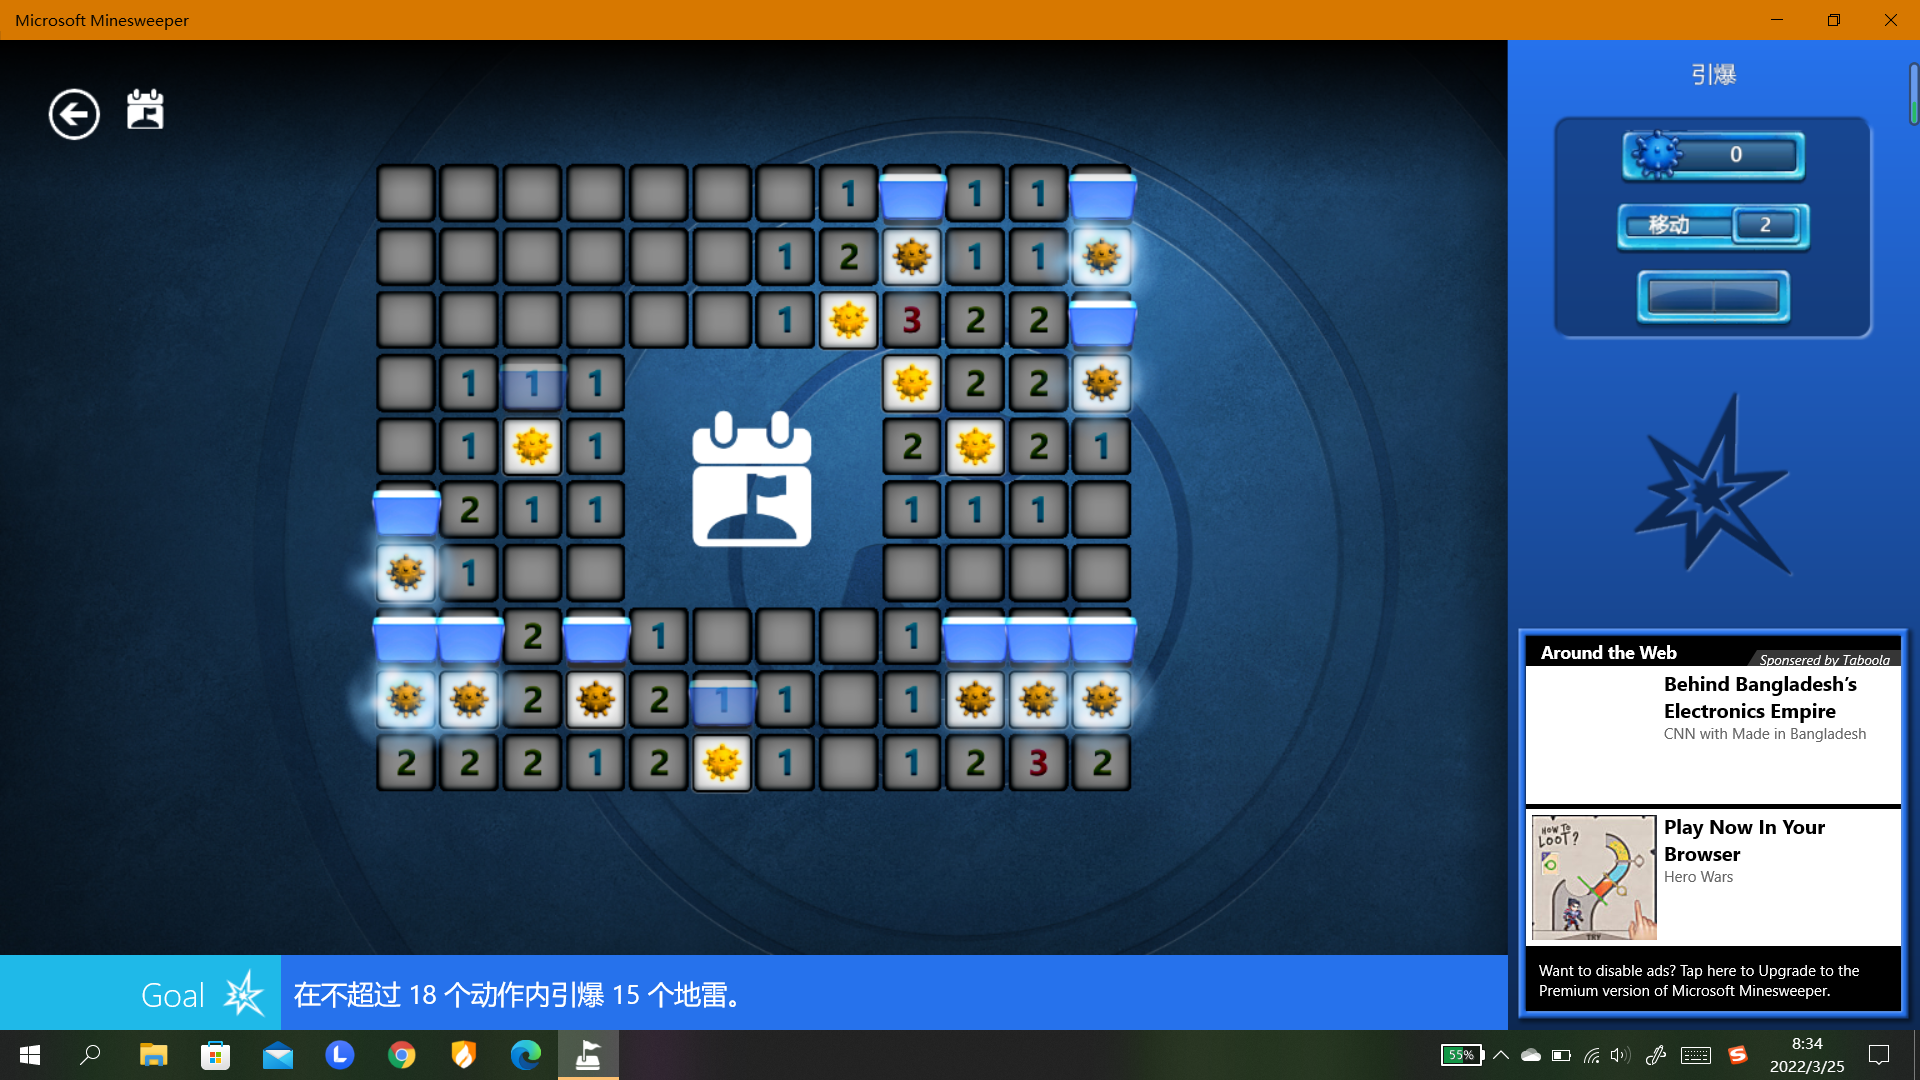 Microsoft Minesweeper
引爆
0
移动 2
1 1 1
1 2 1 1
1 3 2 2
1 1 1 2 2
1 1 2 2 1
2 1 1 1 1 1
1
2 1 1
2 2 1 1 1
2 2 2 1 2 1 1 2 3 2
Around the Web
Sponsered by Taboola
Behind Bangladesh's
Electronics Empire
CNN with Made in Bangladesh
HOW TO
LOOT?
TRY
Play Now In Your
Browser
Hero Wars
Want to disable ads? Tap here to Upgrade to the
Premium version of Microsoft Minesweeper.
Goal 在不超过 18 个动作内引爆 15 个地雷。
55%
8:34
2022/3/25